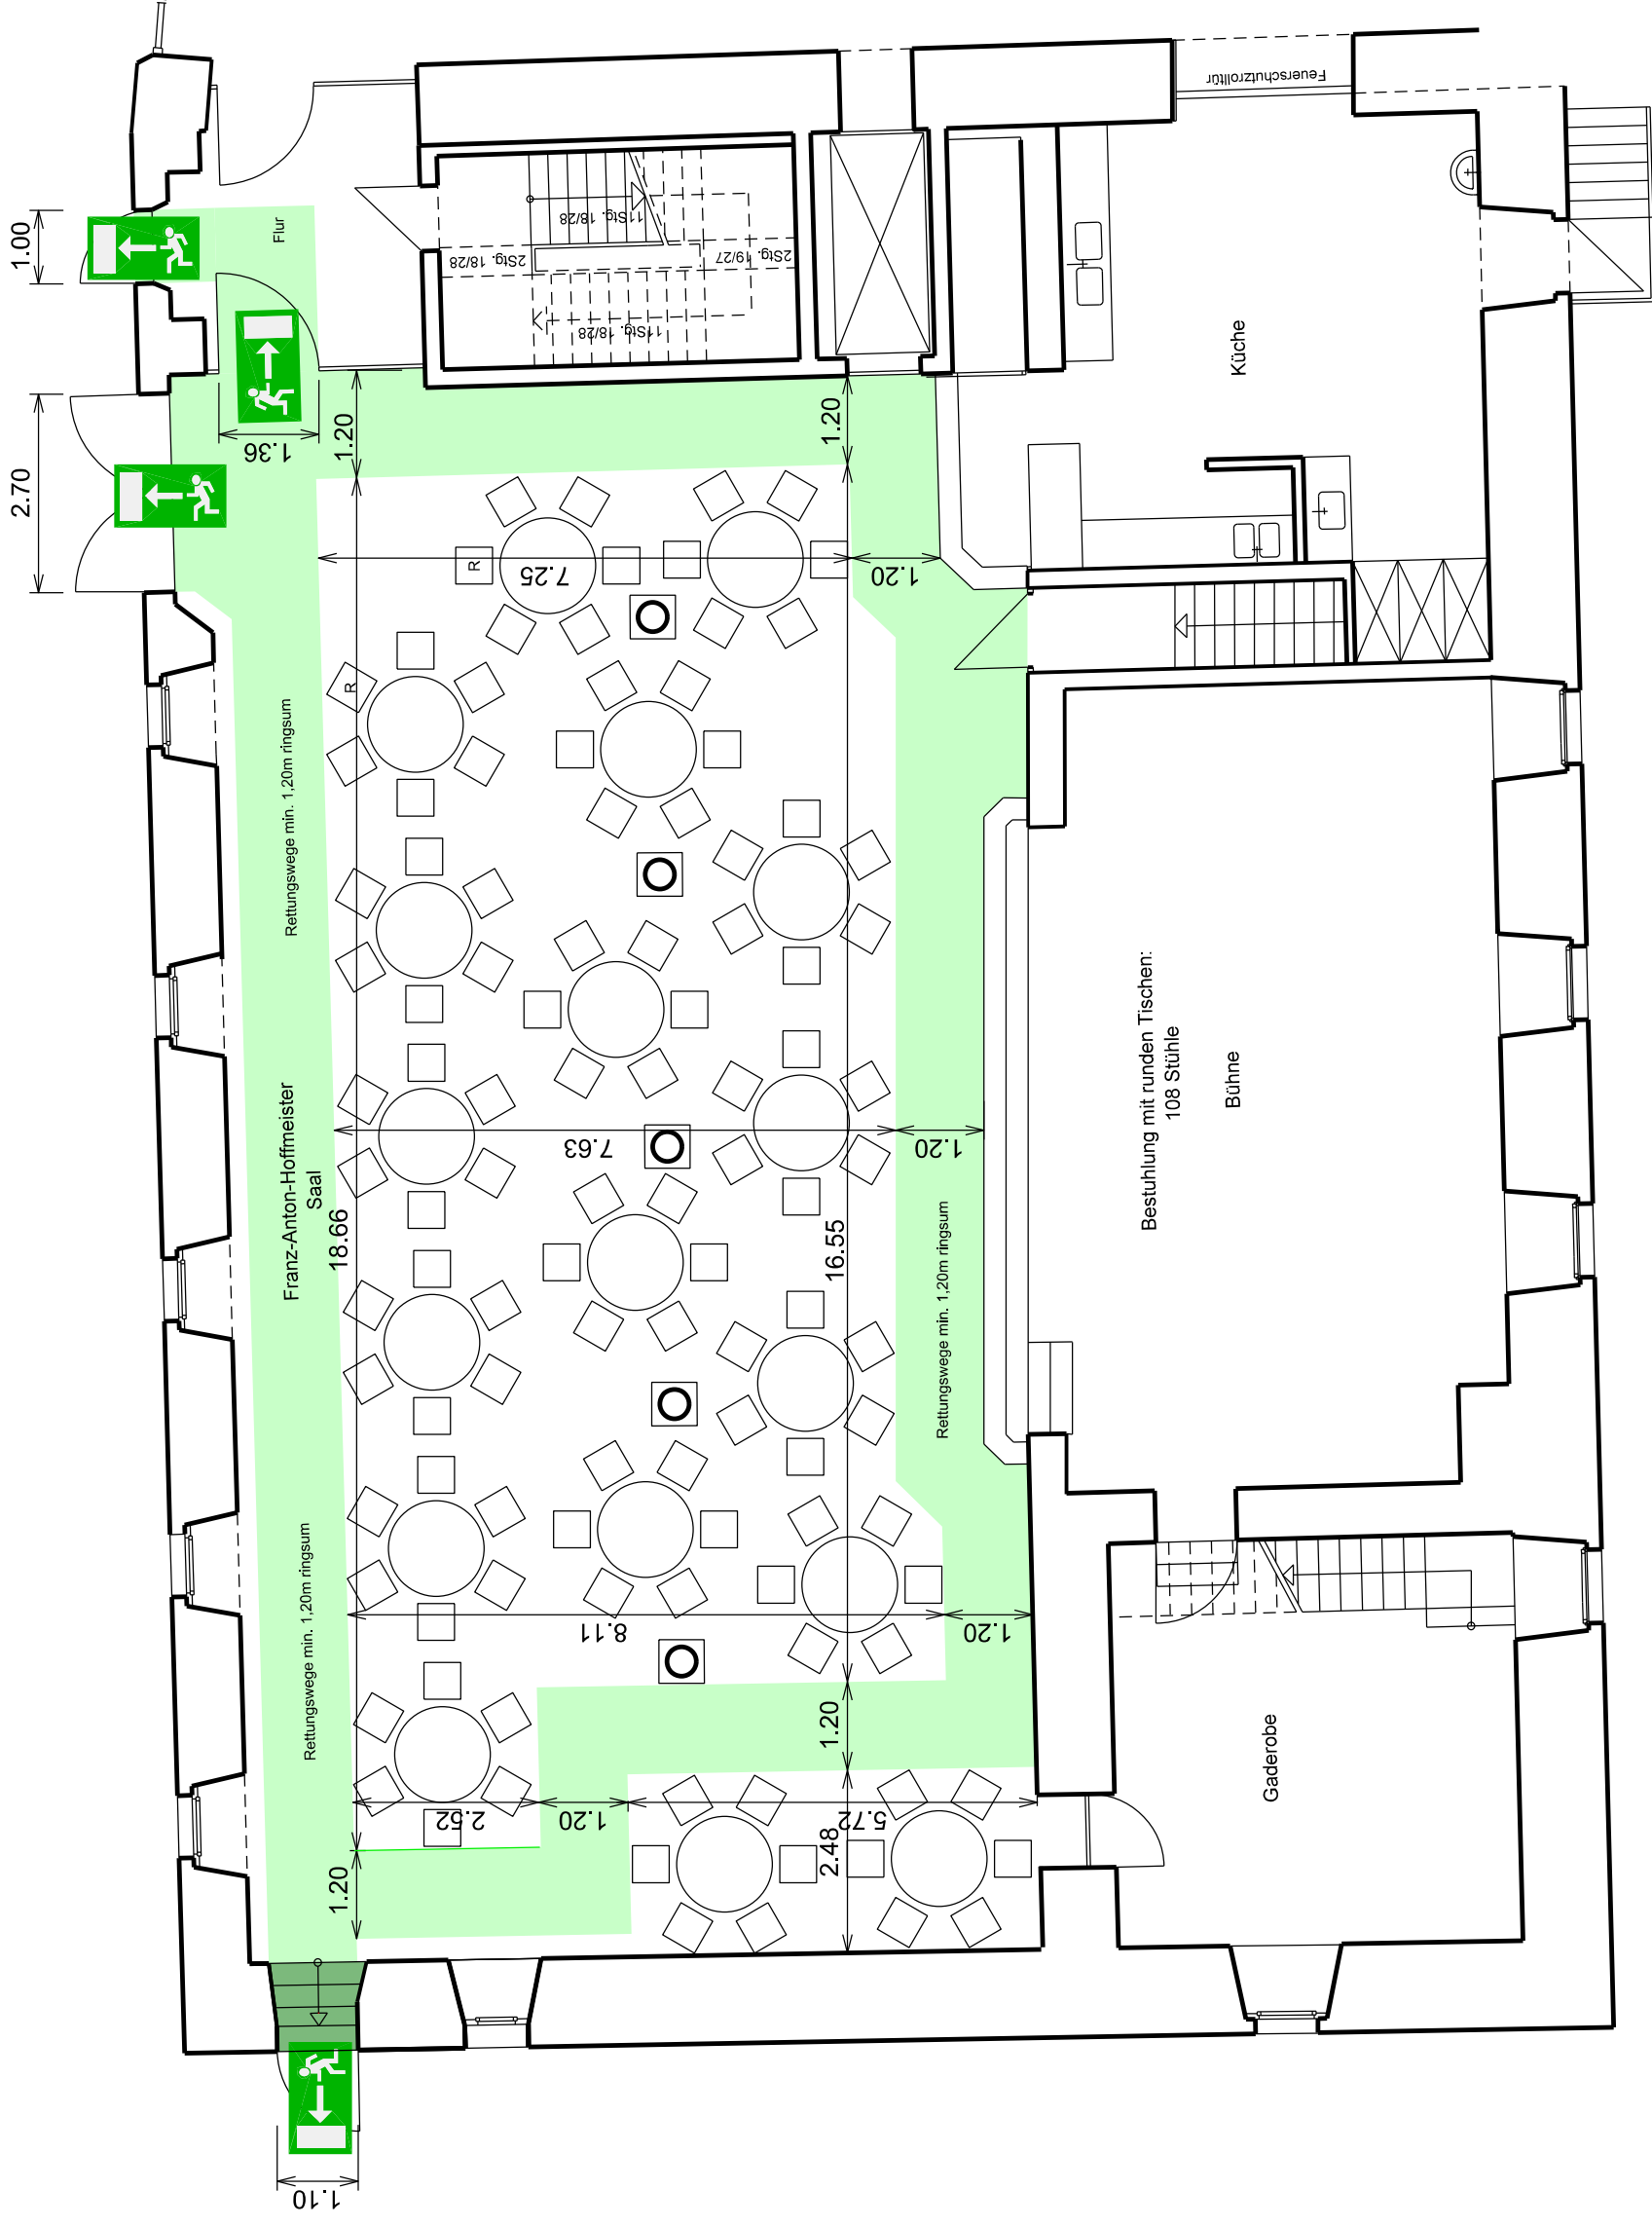 Feuerschutzrolltür
1.00
Flur
11Stg. 18/28
2Stg. 18/28
2Stg. 19/27
11Stg. 18/28
Küche
2.70
1.36
1.20
1.20
R
7.25
1.20
R
Rettungswege min. 1,20m ringsum
Franz-Anton-Hoffmeister
Saal
18.66
7.63
1.20
16.55
Rettungswege min. 1,20m ringsum
Bestuhlung mit runden Tischen:
108 Stühle
Bühne
Rettungswege min. 1,20m ringsum
8.11
1.20
1.20
Gaderobe
2.52
1.20
5.72
2.48
1.20
1.10